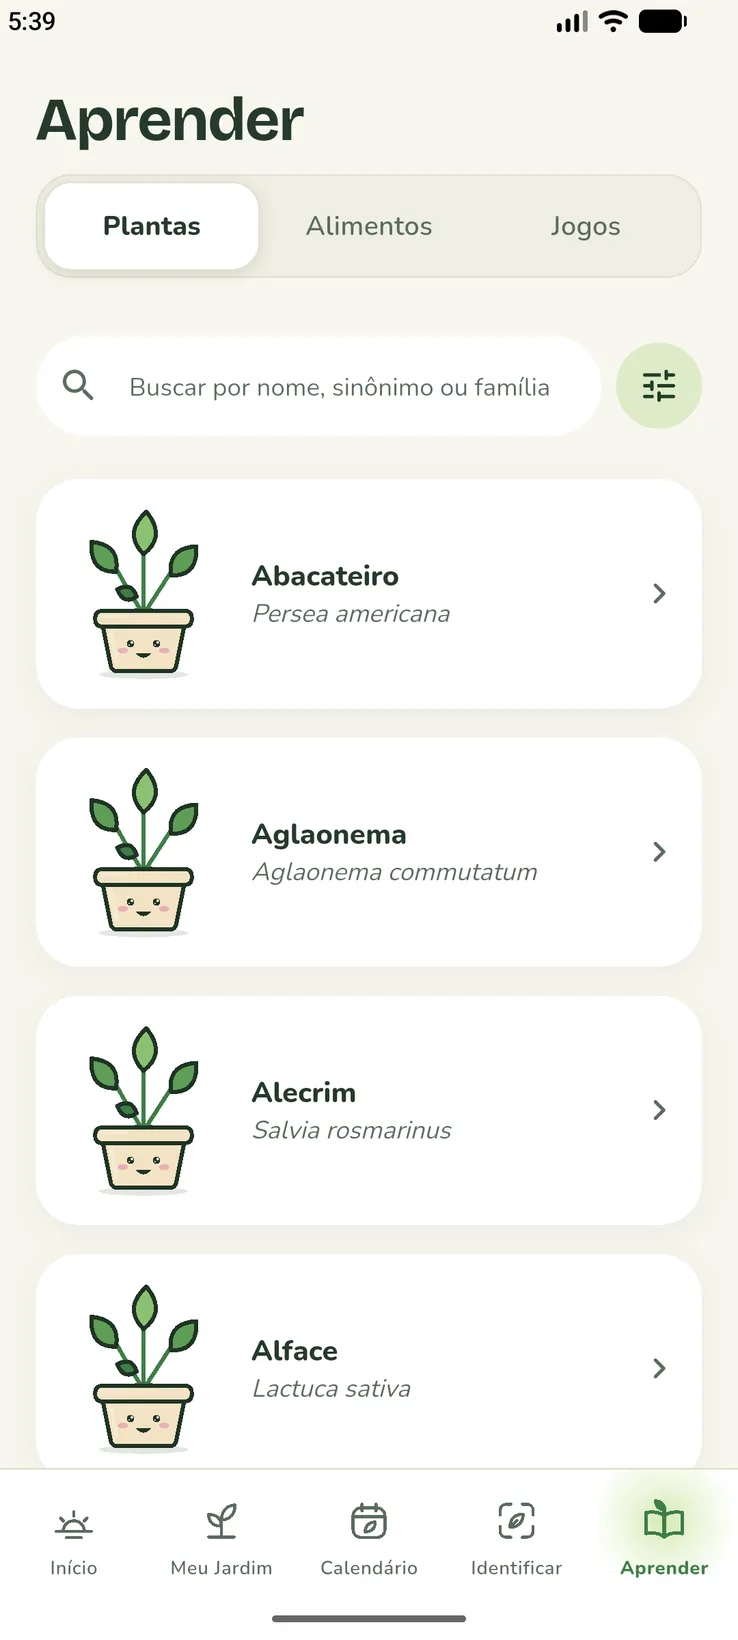 5:39
Aprender
Plantas
Alimentos
Jogos
Buscar por nome, sinônimo ou família
Abacateiro
Persea americana
Aglaonema
Aglaonema commutatum
Alecrim
Salvia rosmarinus
Alface
Lactuca sativa
Início
Meu Jardim
Calendário
Identificar
Aprender